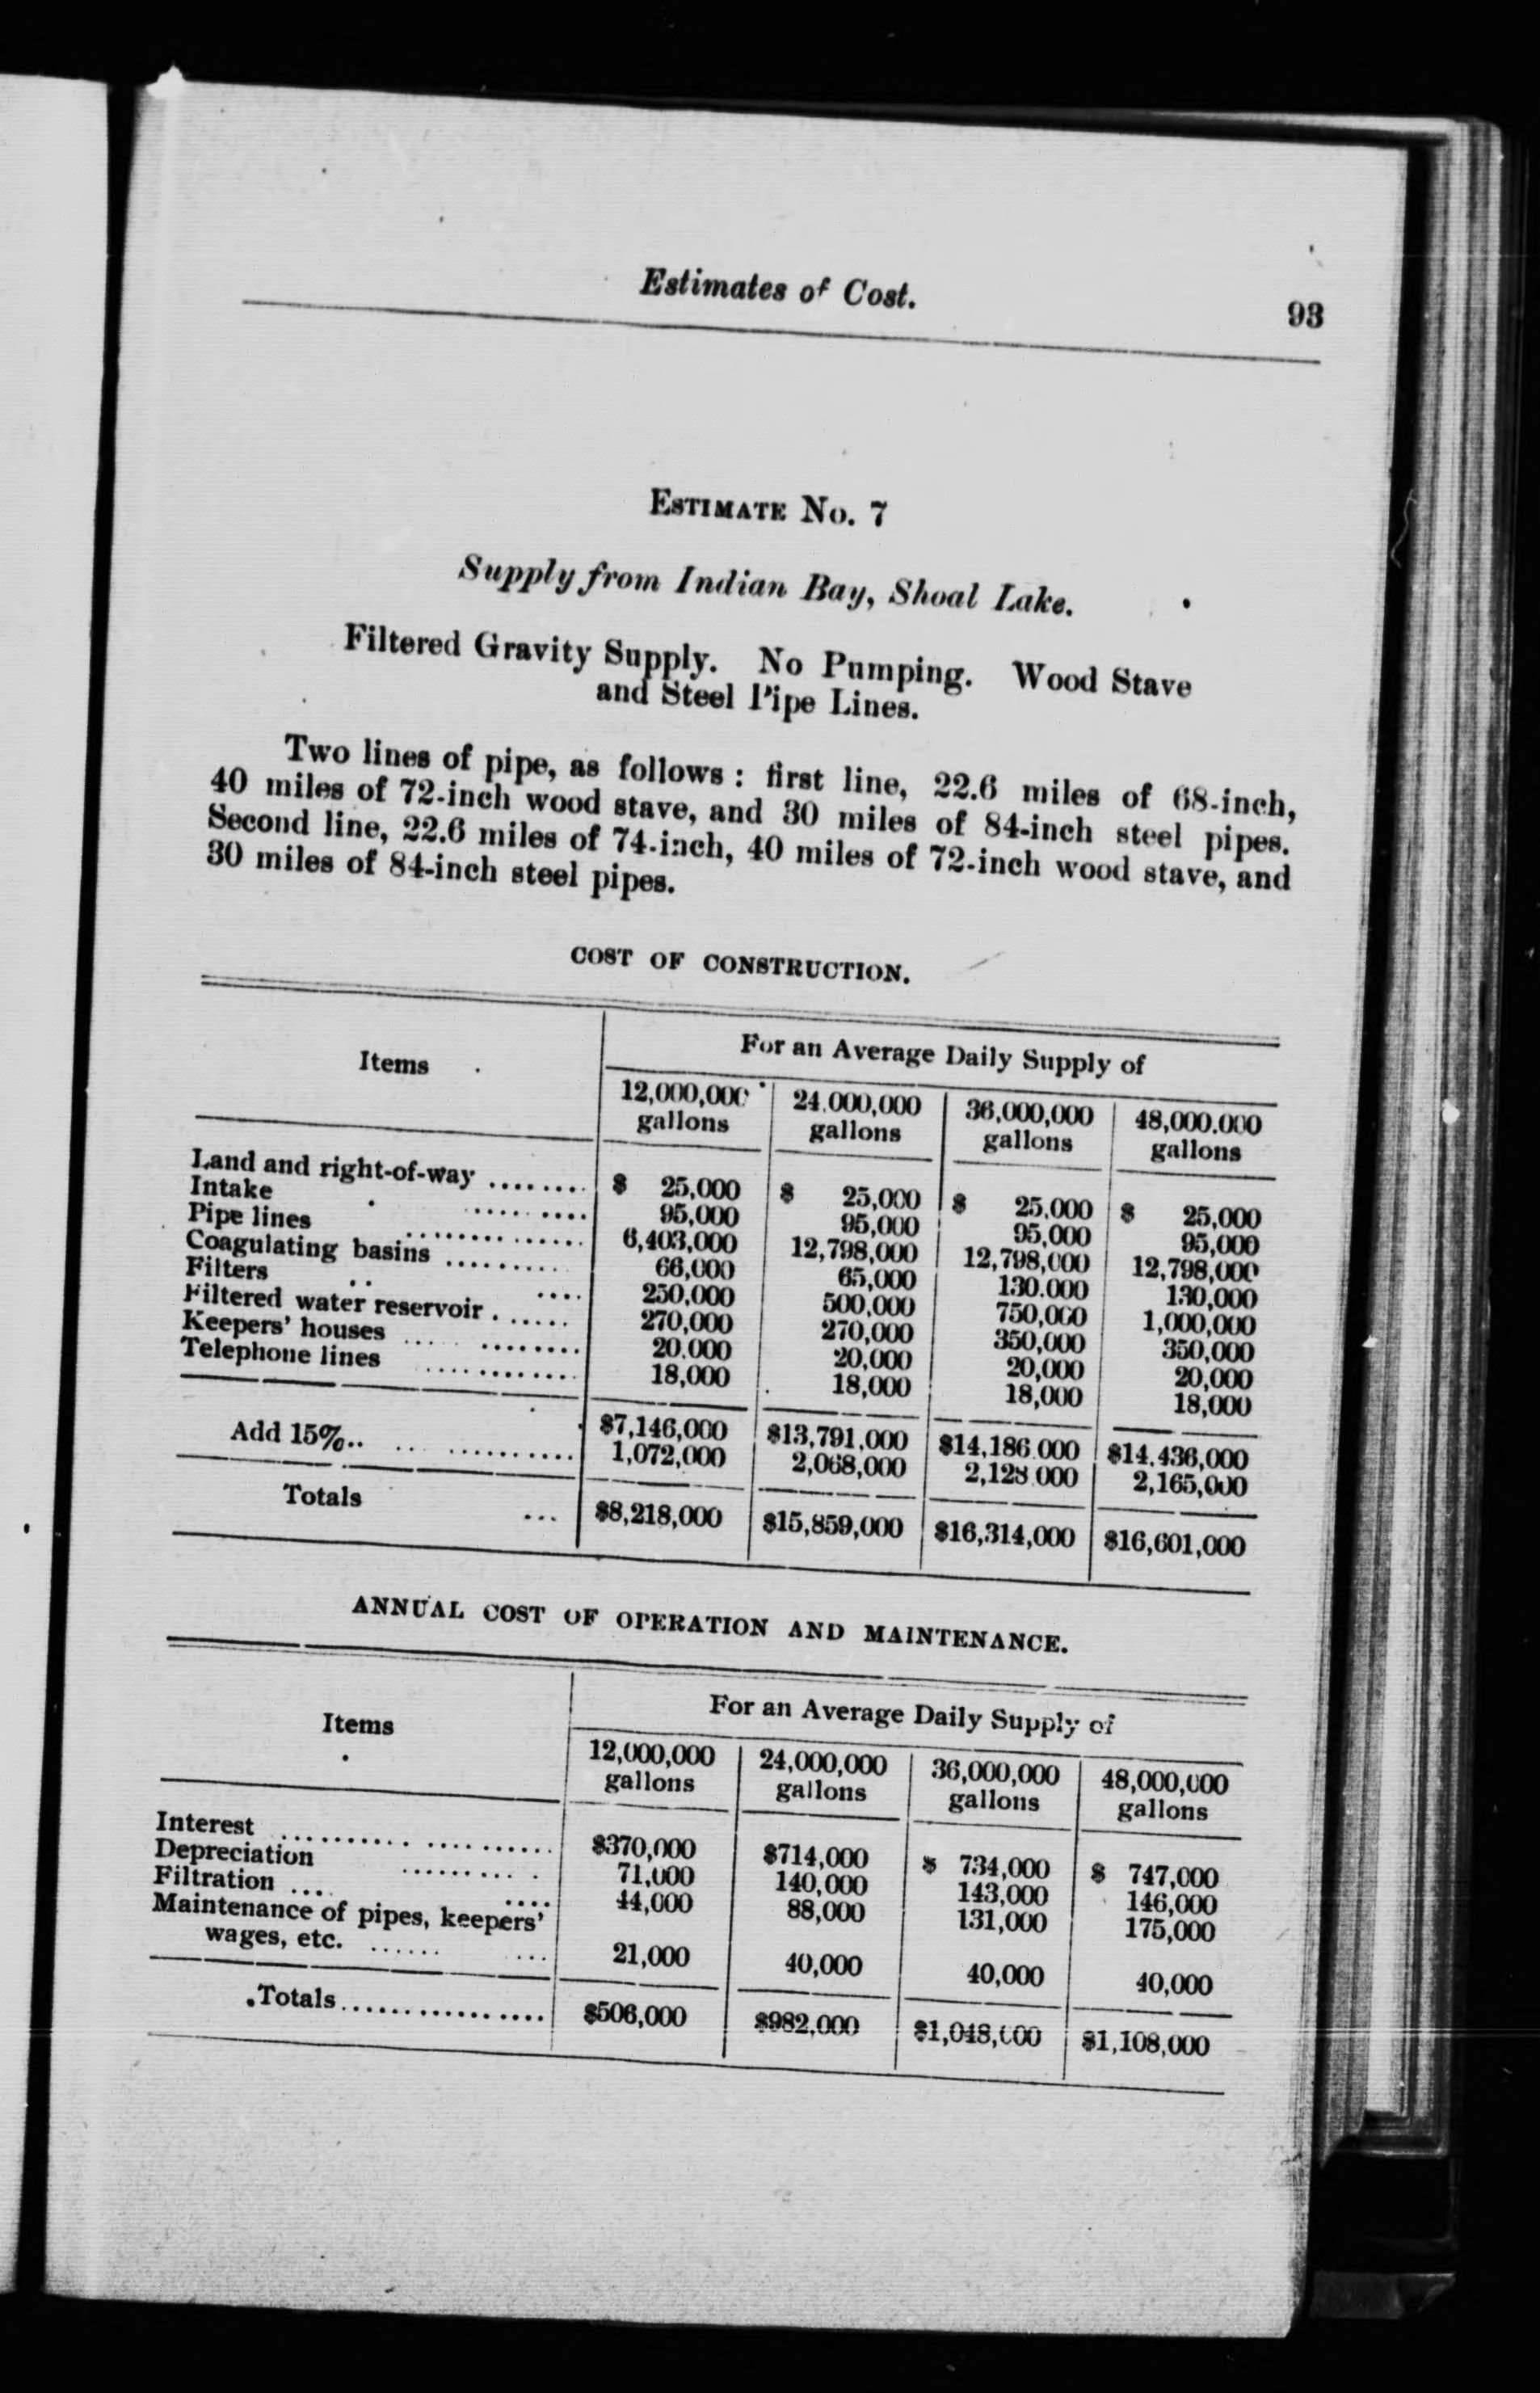 Estimates of Cost.
93
ESTIMATE No. 7
Supply from Indian Bay, Shoal Lake.
Filtered Gravity Supply. No Pumping. Wood Stave
and Steel Pipe Lines.
Two lines of pipe, as follows : first line, 22.6 miles of 68-inch,
40 miles of 72-inch wood stave, and 30 miles of 84-inch steel pipes.
Second line, 22.6 miles of 74-inch, 40 miles of 72-inch wood stave, and
30 miles of 84-inch steel pipes.
COST OF CONSTRUCTION.
Items
For an Average Daily Supply of
12,000,000 24,000,000 36,000,000 48,000,000
gallons gallons gallons gallons
Land and right-of-way ........ $ 25,000 $ 25,000 $ 25,000 $ 25,000
Intake .......... 95,000 95,000 95,000 95,000
Pipe lines ............... 6,403,000 12,798,000 12,798,000 12,798,000
Coagulating basins .......... 66,000 65,000 130,000 130,000
Filters .. .... 250,000 500,000 750,000 1,000,000
Filtered water reservoir . ...... 270,000 270,000 350,000 350,000
Keepers' houses ... ........ 20,000 20,000 20,000 20,000
Telephone lines ............ 18,000 18,000 18,000 18,000
$7,146,000 $13,791,000 $14,186,000 $14,436,000
Add 15%.. .. ........... 1,072,000 2,068,000 2,128,000 2,165,000
Totals ... $8,218,000 $15,859,000 $16,314,000 $16,601,000
ANNUAL COST OF OPERATION AND MAINTENANCE.
Items
For an Average Daily Supply of
12,000,000 24,000,000 36,000,000 48,000,000
gallons gallons gallons gallons
Interest .......... .......... $370,000 $714,000 $ 734,000 $ 747,000
Depreciation .......... 71,000 140,000 143,000 146,000
Filtration ... .... 44,000 88,000 131,000 175,000
Maintenance of pipes, keepers'
wages, etc. ...... ... 21,000 40,000 40,000 40,000
Totals................ $506,000 $982,000 $1,048,000 $1,108,000